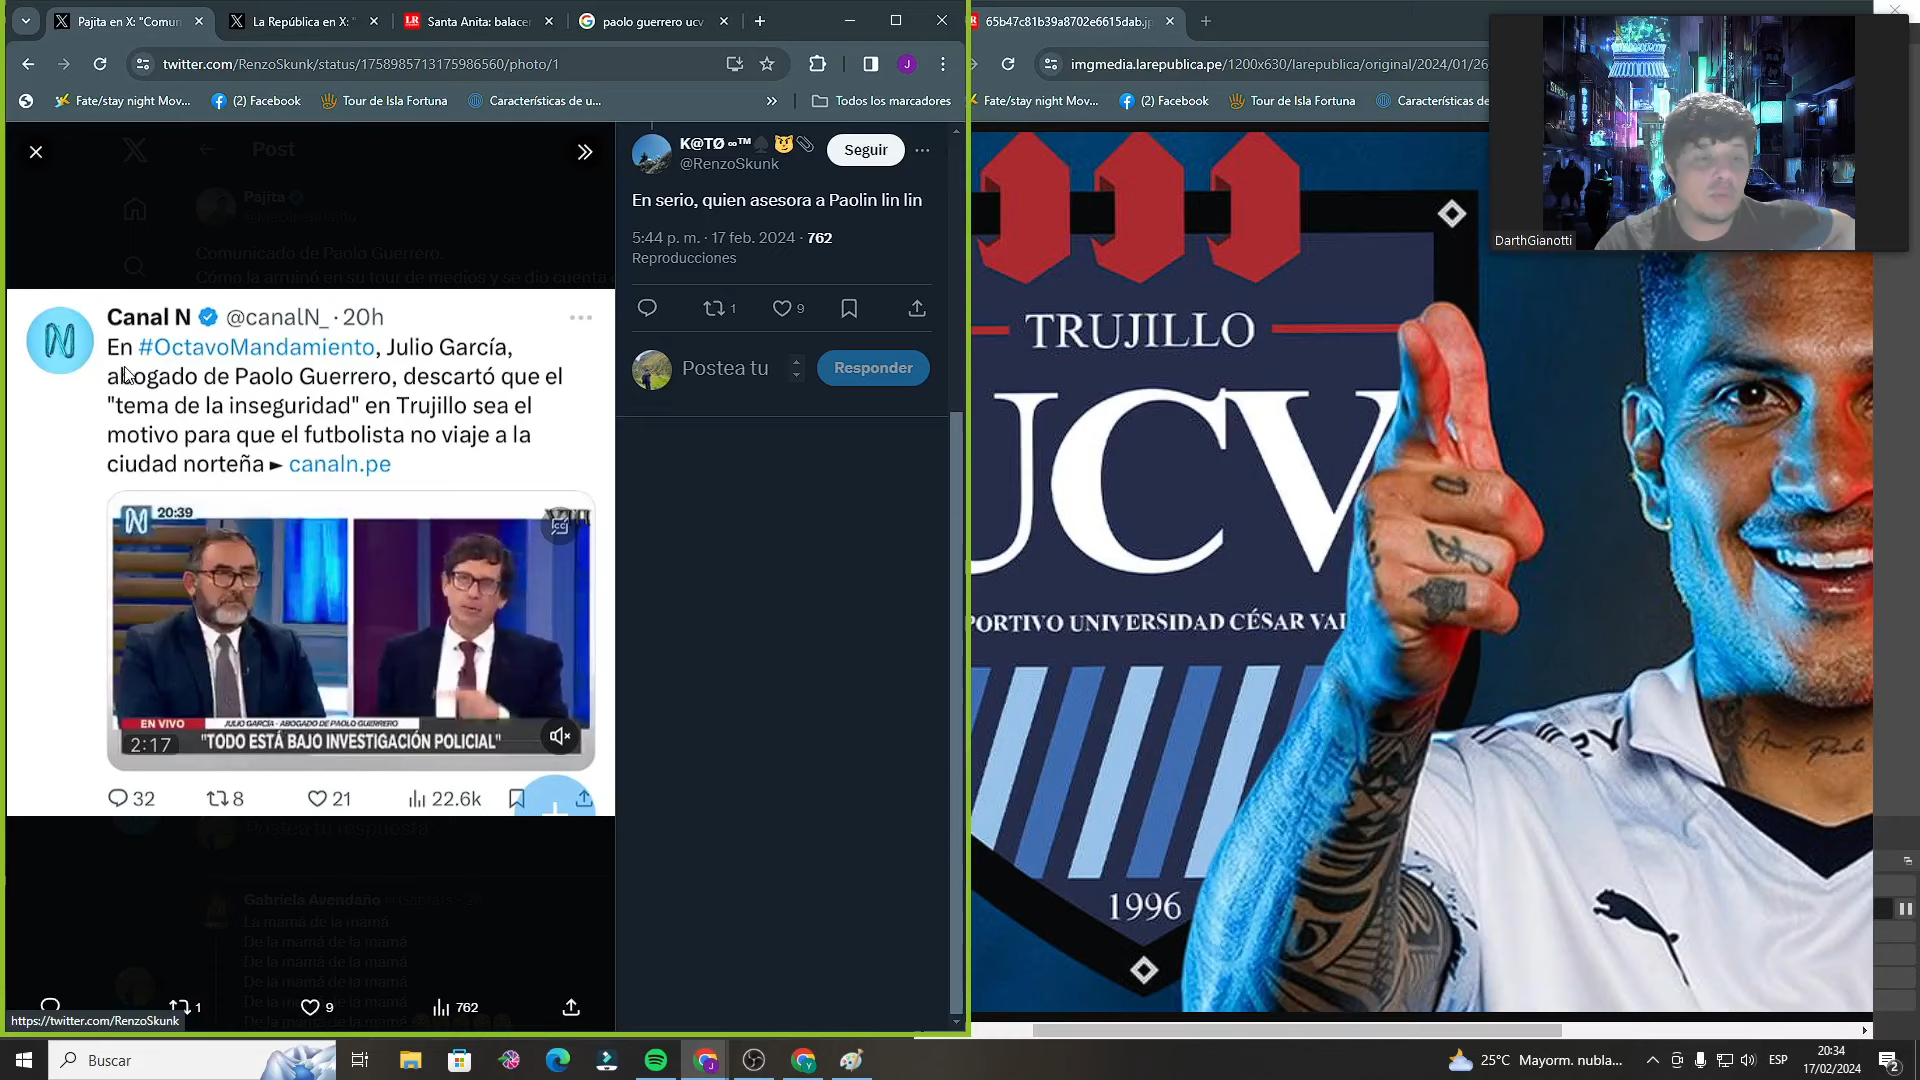 Pajita en X: "Comun
La República en X: "
Santa Anita: balacer
paolo guerrero ucv
65b47c81b39a8702e6615dab.jp
twitter.com/RenzoSkunk/status/1758985713175986560/photo/1
imgmedia.larepublica.pe/1200x630/larepublica/original/2024/01/26
Fate/stay night Mov...
(2) Facebook
Tour de Isla Fortuna
Características de u...
Todos los marcadores
Fate/stay night Mov...
(2) Facebook
Tour de Isla Fortuna
Características de
DarthGianotti
Post
Pajita
Comunicado de Paolo Guerrero.
Cómo la arruinó en su tour de medios y se dio cuenta
Canal N @canalN_ · 20h
En #OctavoMandamiento, Julio García,
abogado de Paolo Guerrero, descartó que el
"tema de la inseguridad" en Trujillo sea el
motivo para que el futbolista no viaje a la
ciudad norteña ► canaln.pe
20:39
EN VIVO
JULIO GARCÍA - ABOGADO DE PAOLO GUERRERO
"TODO ESTÁ BAJO INVESTIGACIÓN POLICIAL"
2:17
32
8
21
22.6k
Postea tu respuesta
Gabriela Avendaño
La mamá de la mamá
De la mamá de la mamá
De la mamá de la mamá
De la mamá de la mamá
De la mamá de la mamá
1
9
762
https://twitter.com/RenzoSkunk
K@TØ ∞™
@RenzoSkunk
Seguir
En serio, quien asesora a Paolin lin lin
5:44 p. m. · 17 feb. 2024 · 762
Reproducciones
1
9
Postea tu
Responder
TRUJILLO
UCV
PORTIVO UNIVERSIDAD CÉSAR VAL
1996
Buscar
25°C Mayorm. nubla...
ESP
20:34
17/02/2024
2